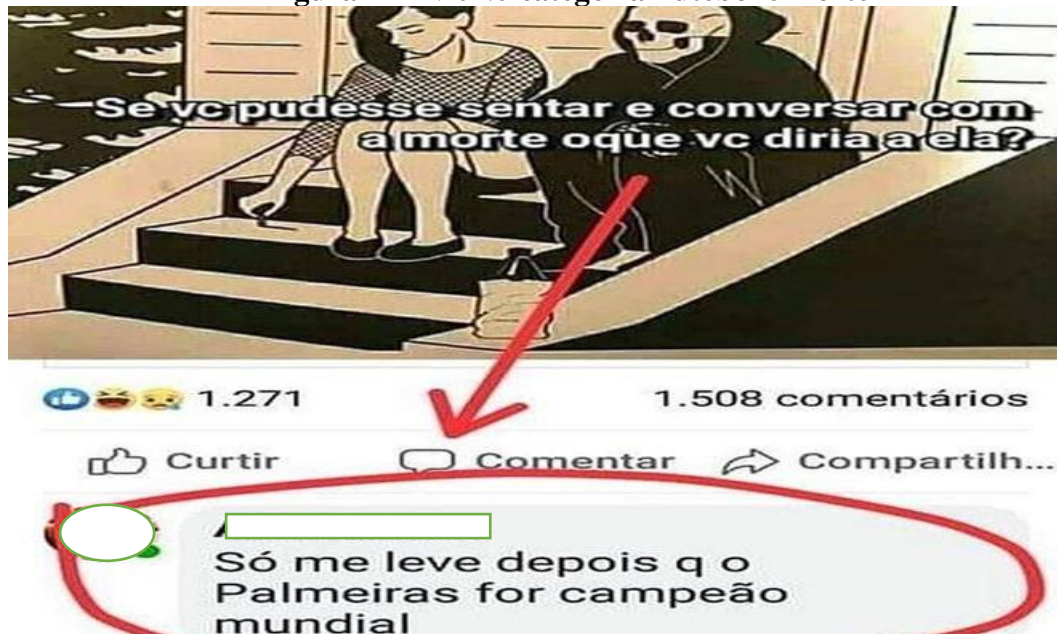 Se vc pudesse sentar e conversar com
a morte oque vc diria a ela?
1.271
1.508 comentários
Curtir
Comentar
Compartilh...
Só me leve depois q o
Palmeiras for campeão
mundial